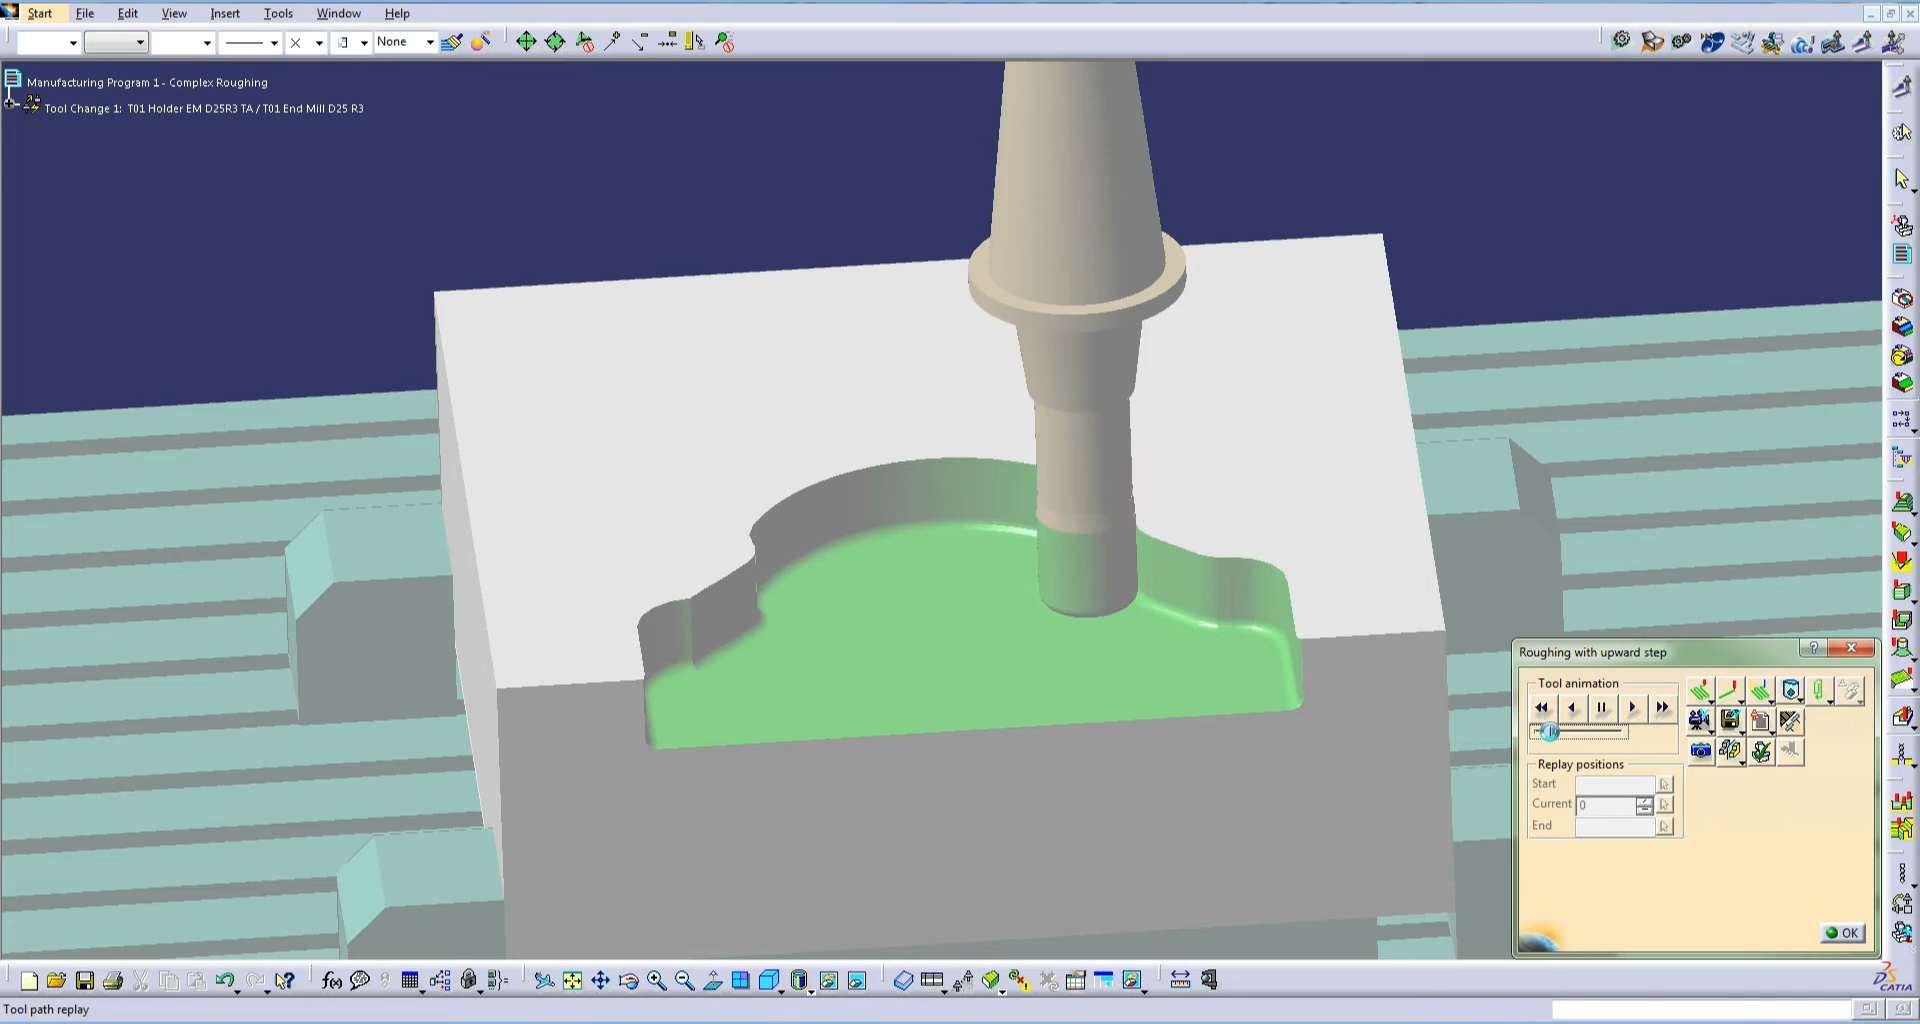 Start File Edit View Insert Tools Window Help
None
Manufacturing Program 1 - Complex Roughing
Tool Change 1: T01 Holder EM D25R3 TA / T01 End Mill D25 R3
Roughing with upward step
Tool animation
Replay positions
Start
Current 0
End
OK
f(x)
CATIA
Tool path replay